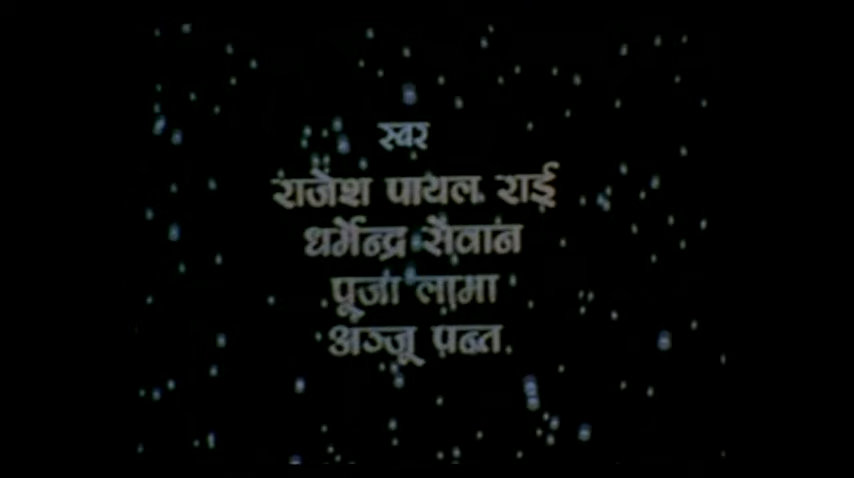 स्वर
राजेश पायल राई
धर्मेन्द्र सेवान
पूजा लामा
अञ्जू पन्त